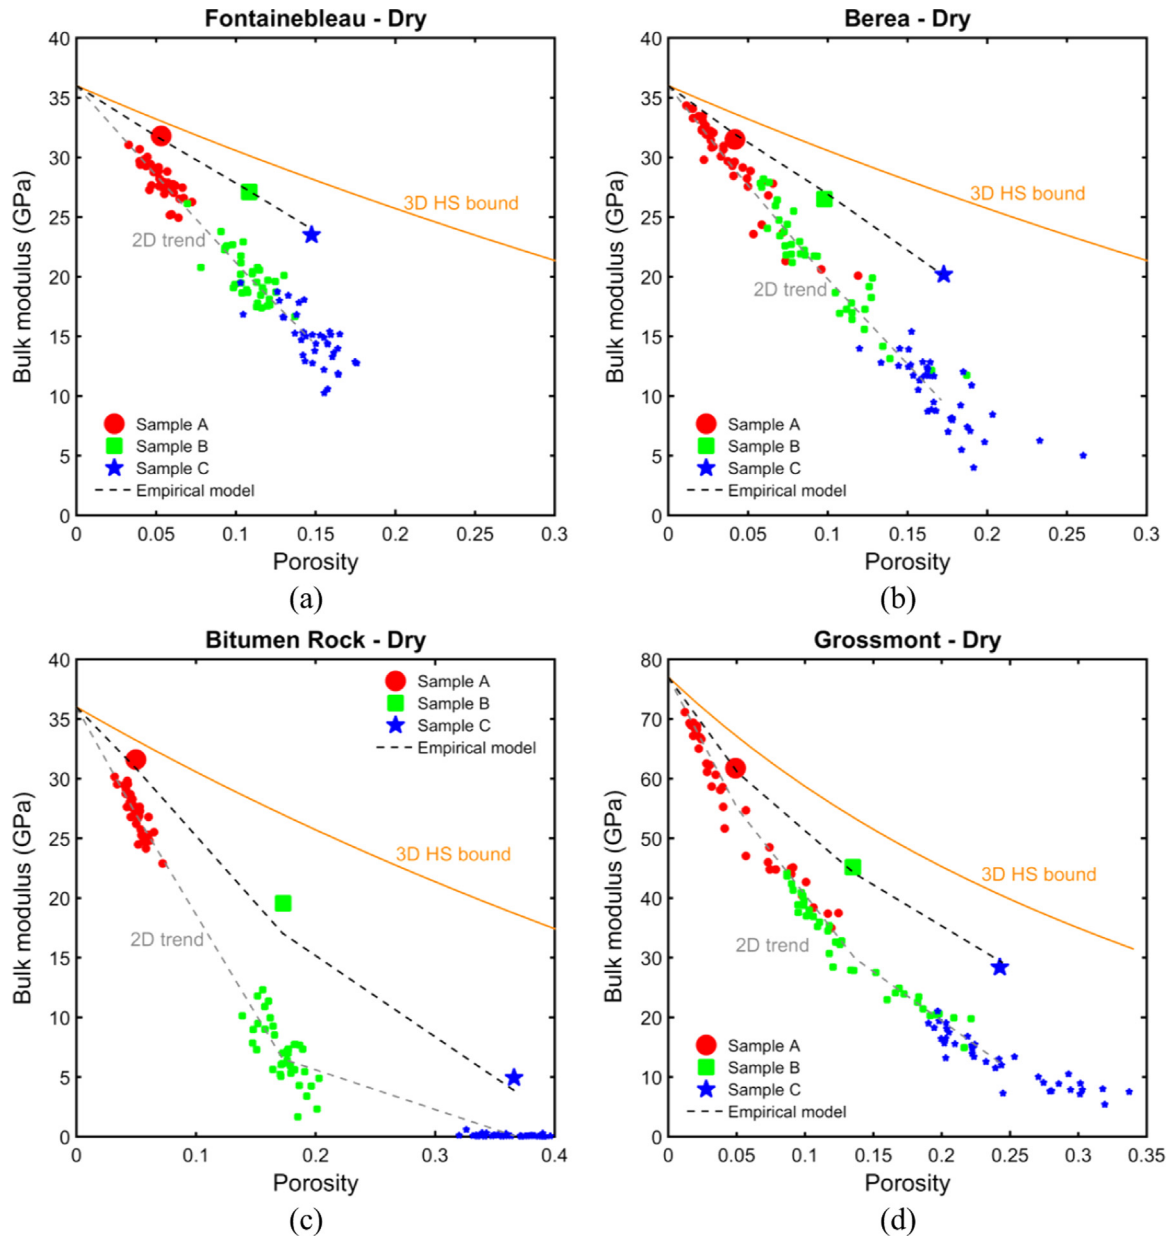 Fontainebleau - Dry
40
35
30
25
20
15
10
5
0
Bulk modulus (GPa)
3D HS bound
2D trend
Sample A
Sample B
Sample C
Empirical model
0
0.05
0.1
0.15
0.2
0.25
0.3
Porosity
(a)
Berea - Dry
40
35
30
25
20
15
10
5
0
Bulk modulus (GPa)
3D HS bound
2D trend
Sample A
Sample B
Sample C
Empirical model
0
0.05
0.1
0.15
0.2
0.25
0.3
Porosity
(b)
Bitumen Rock - Dry
40
35
30
25
20
15
10
5
0
Bulk modulus (GPa)
Sample A
Sample B
Sample C
Empirical model
3D HS bound
2D trend
0
0.1
0.2
0.3
0.4
Porosity
(c)
Grossmont - Dry
80
70
60
50
40
30
20
10
0
Bulk modulus (GPa)
3D HS bound
2D trend
Sample A
Sample B
Sample C
Empirical model
0
0.05
0.1
0.15
0.2
0.25
0.3
0.35
Porosity
(d)